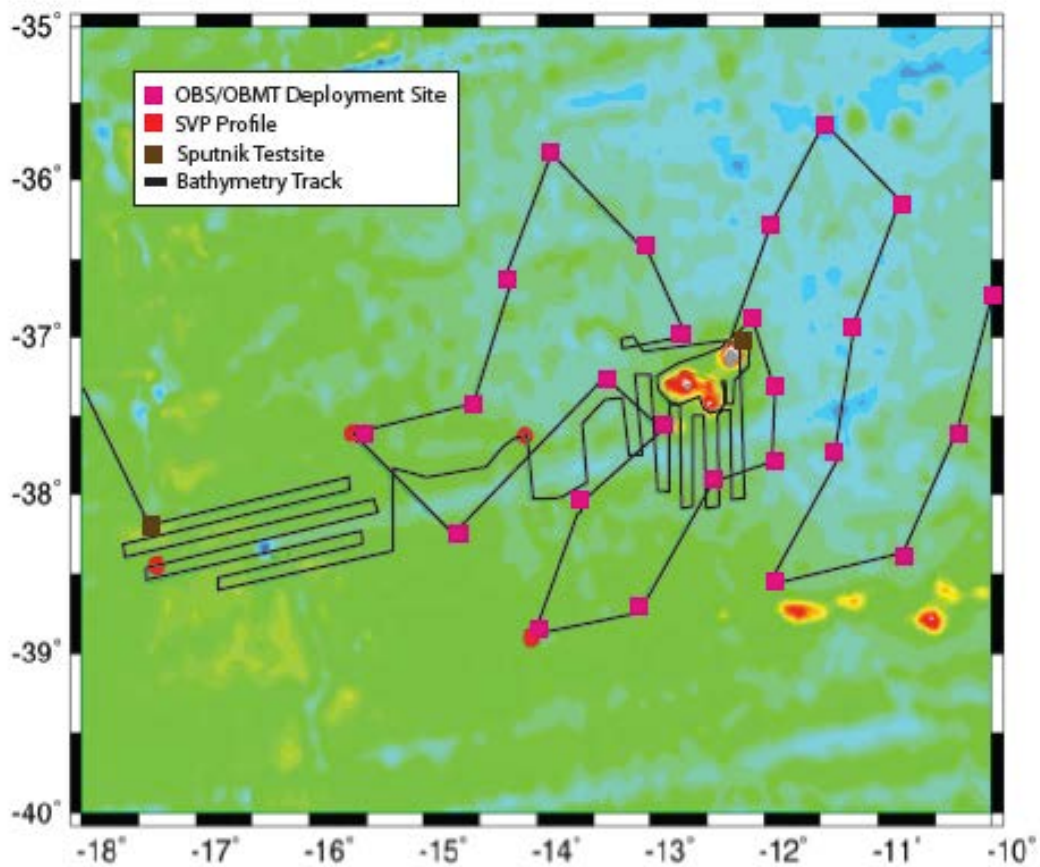 -35°
OBS/OBMT Deployment Site
SVP Profile
Sputnik Testsite
Bathymetry Track
-36°
-37°
-38°
-39°
-40°
-18° -17° -16° -15° -14° -13° -12° -11° -10°